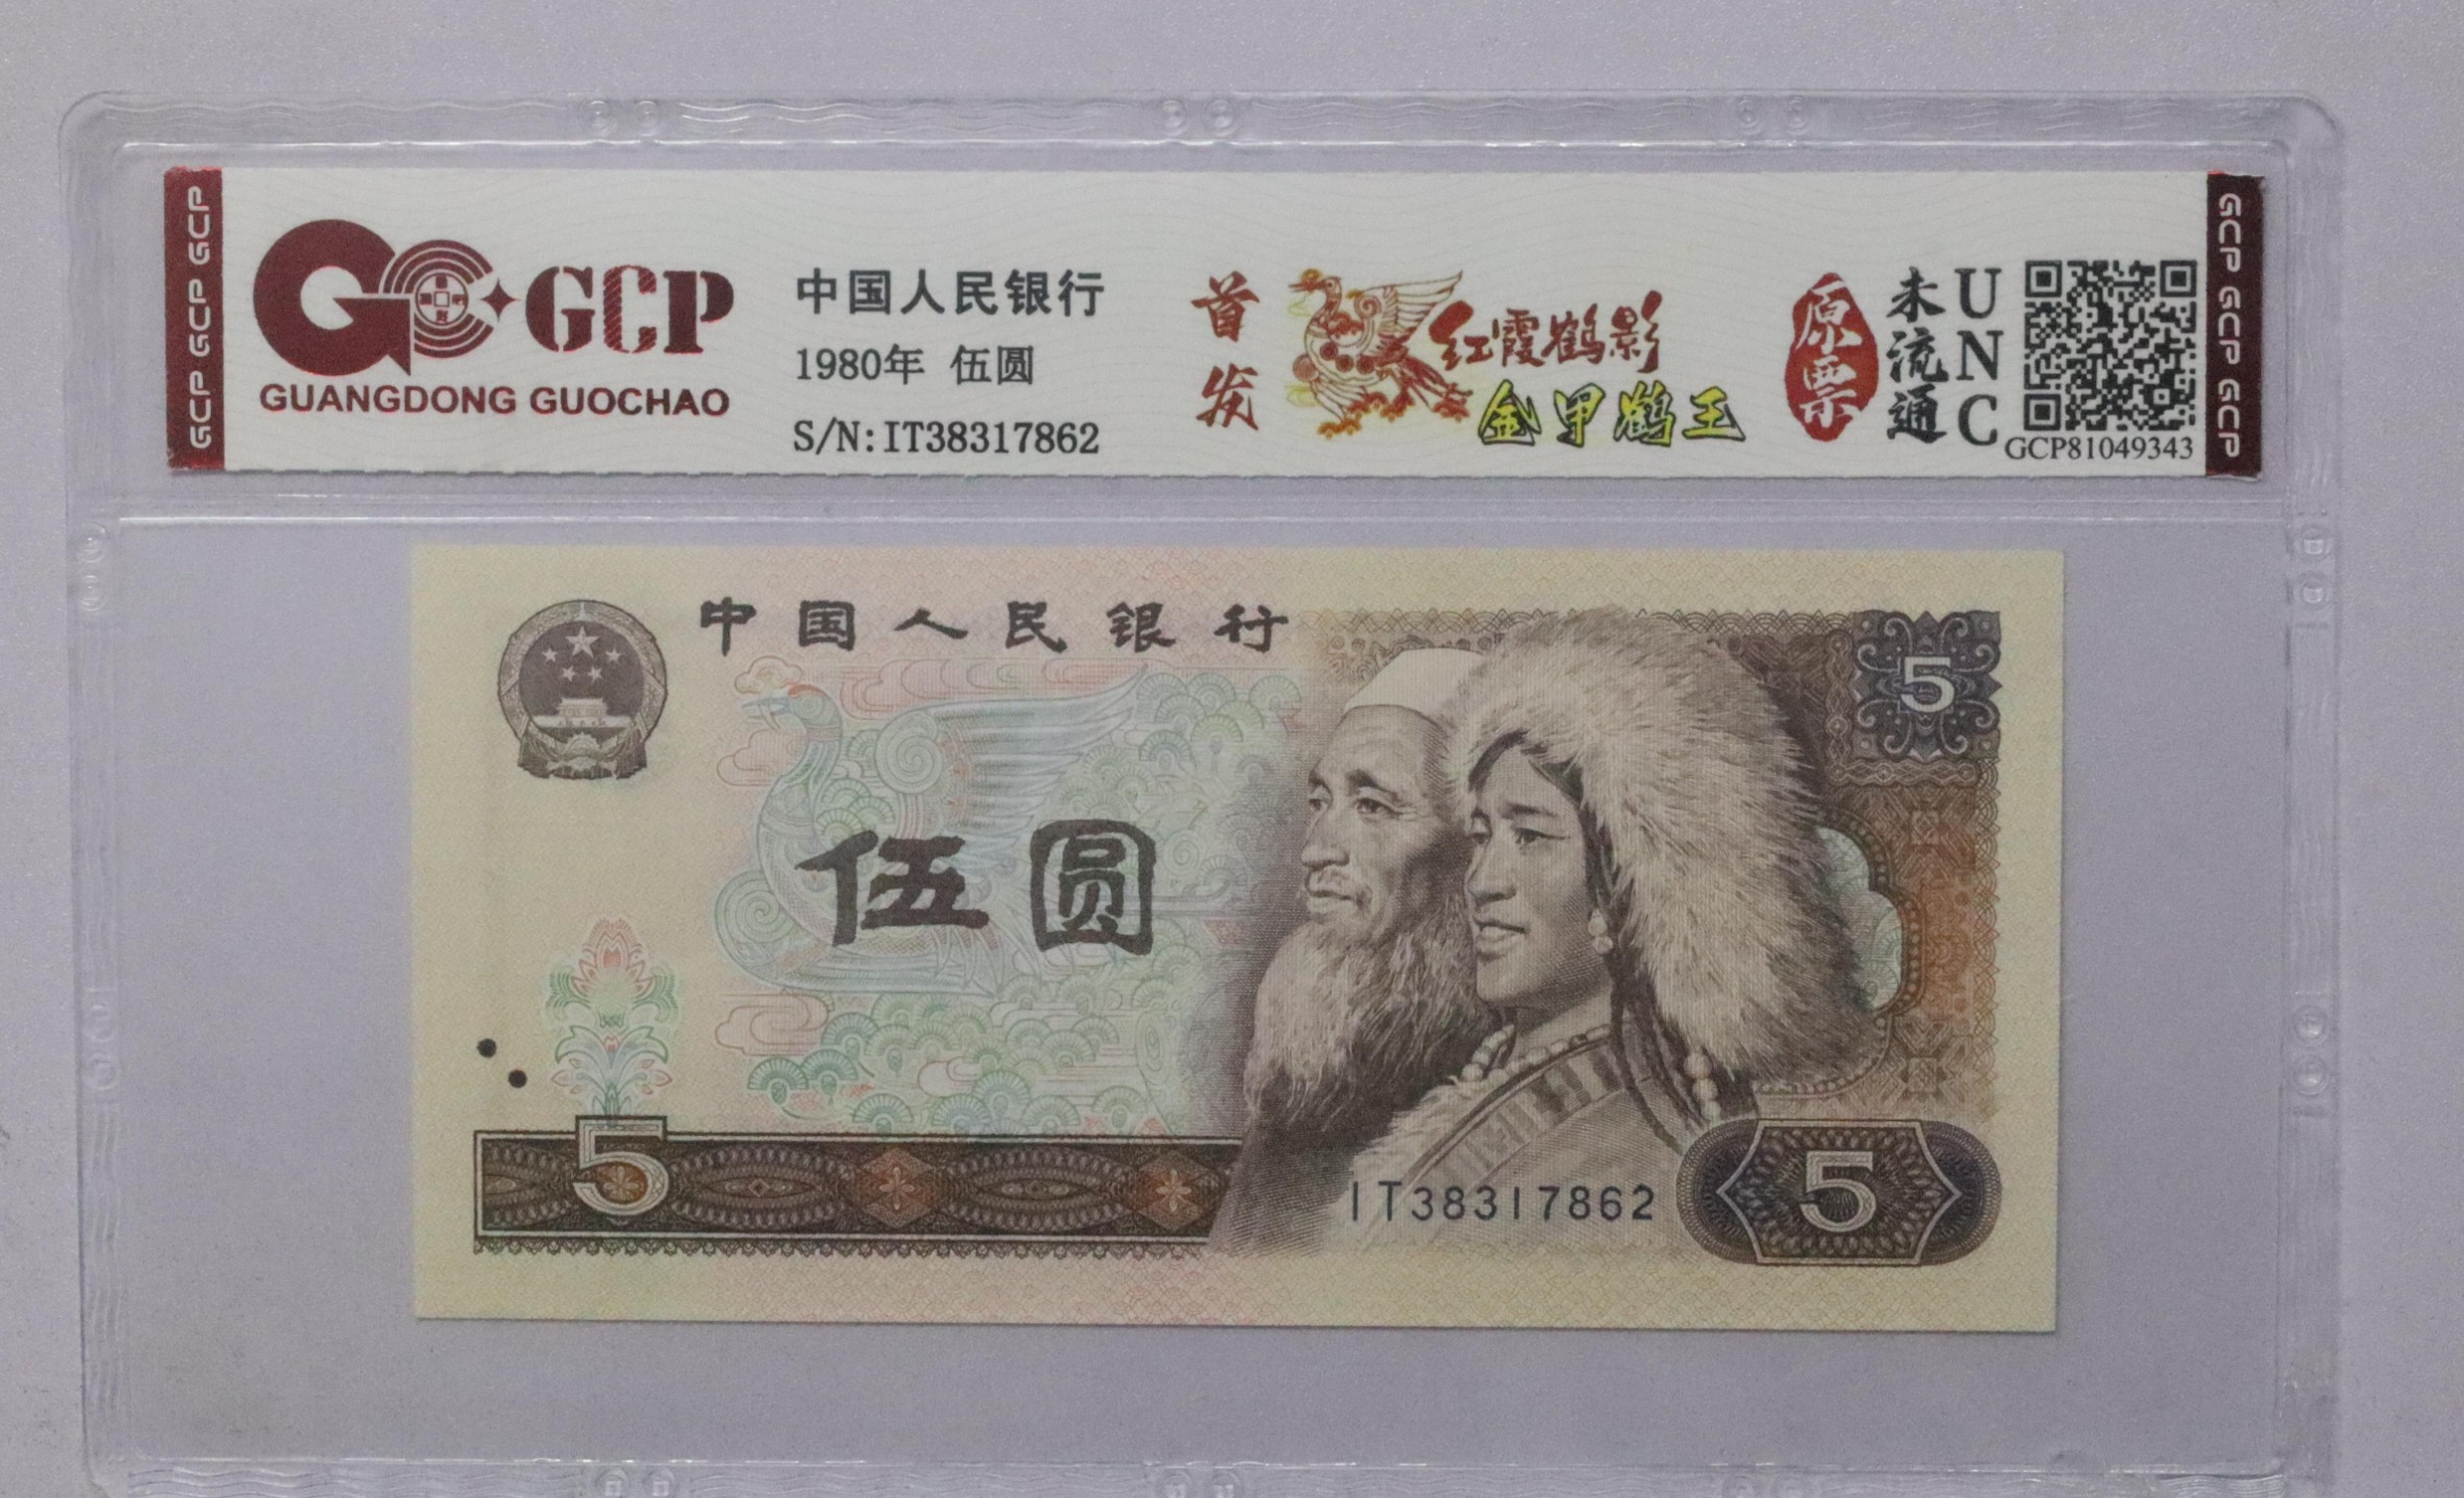 GCP GCP GCP
GCP
GUANGDONG GUOCHAO
中国人民银行
1980年 伍圆
S/N:IT38317862
首发
红霞鹤影
金甲鹤王
原票
未流通
UNC
GCP81049343
GCP GCP GCP
中国人民银行
5
伍圆
5
IT38317862
5